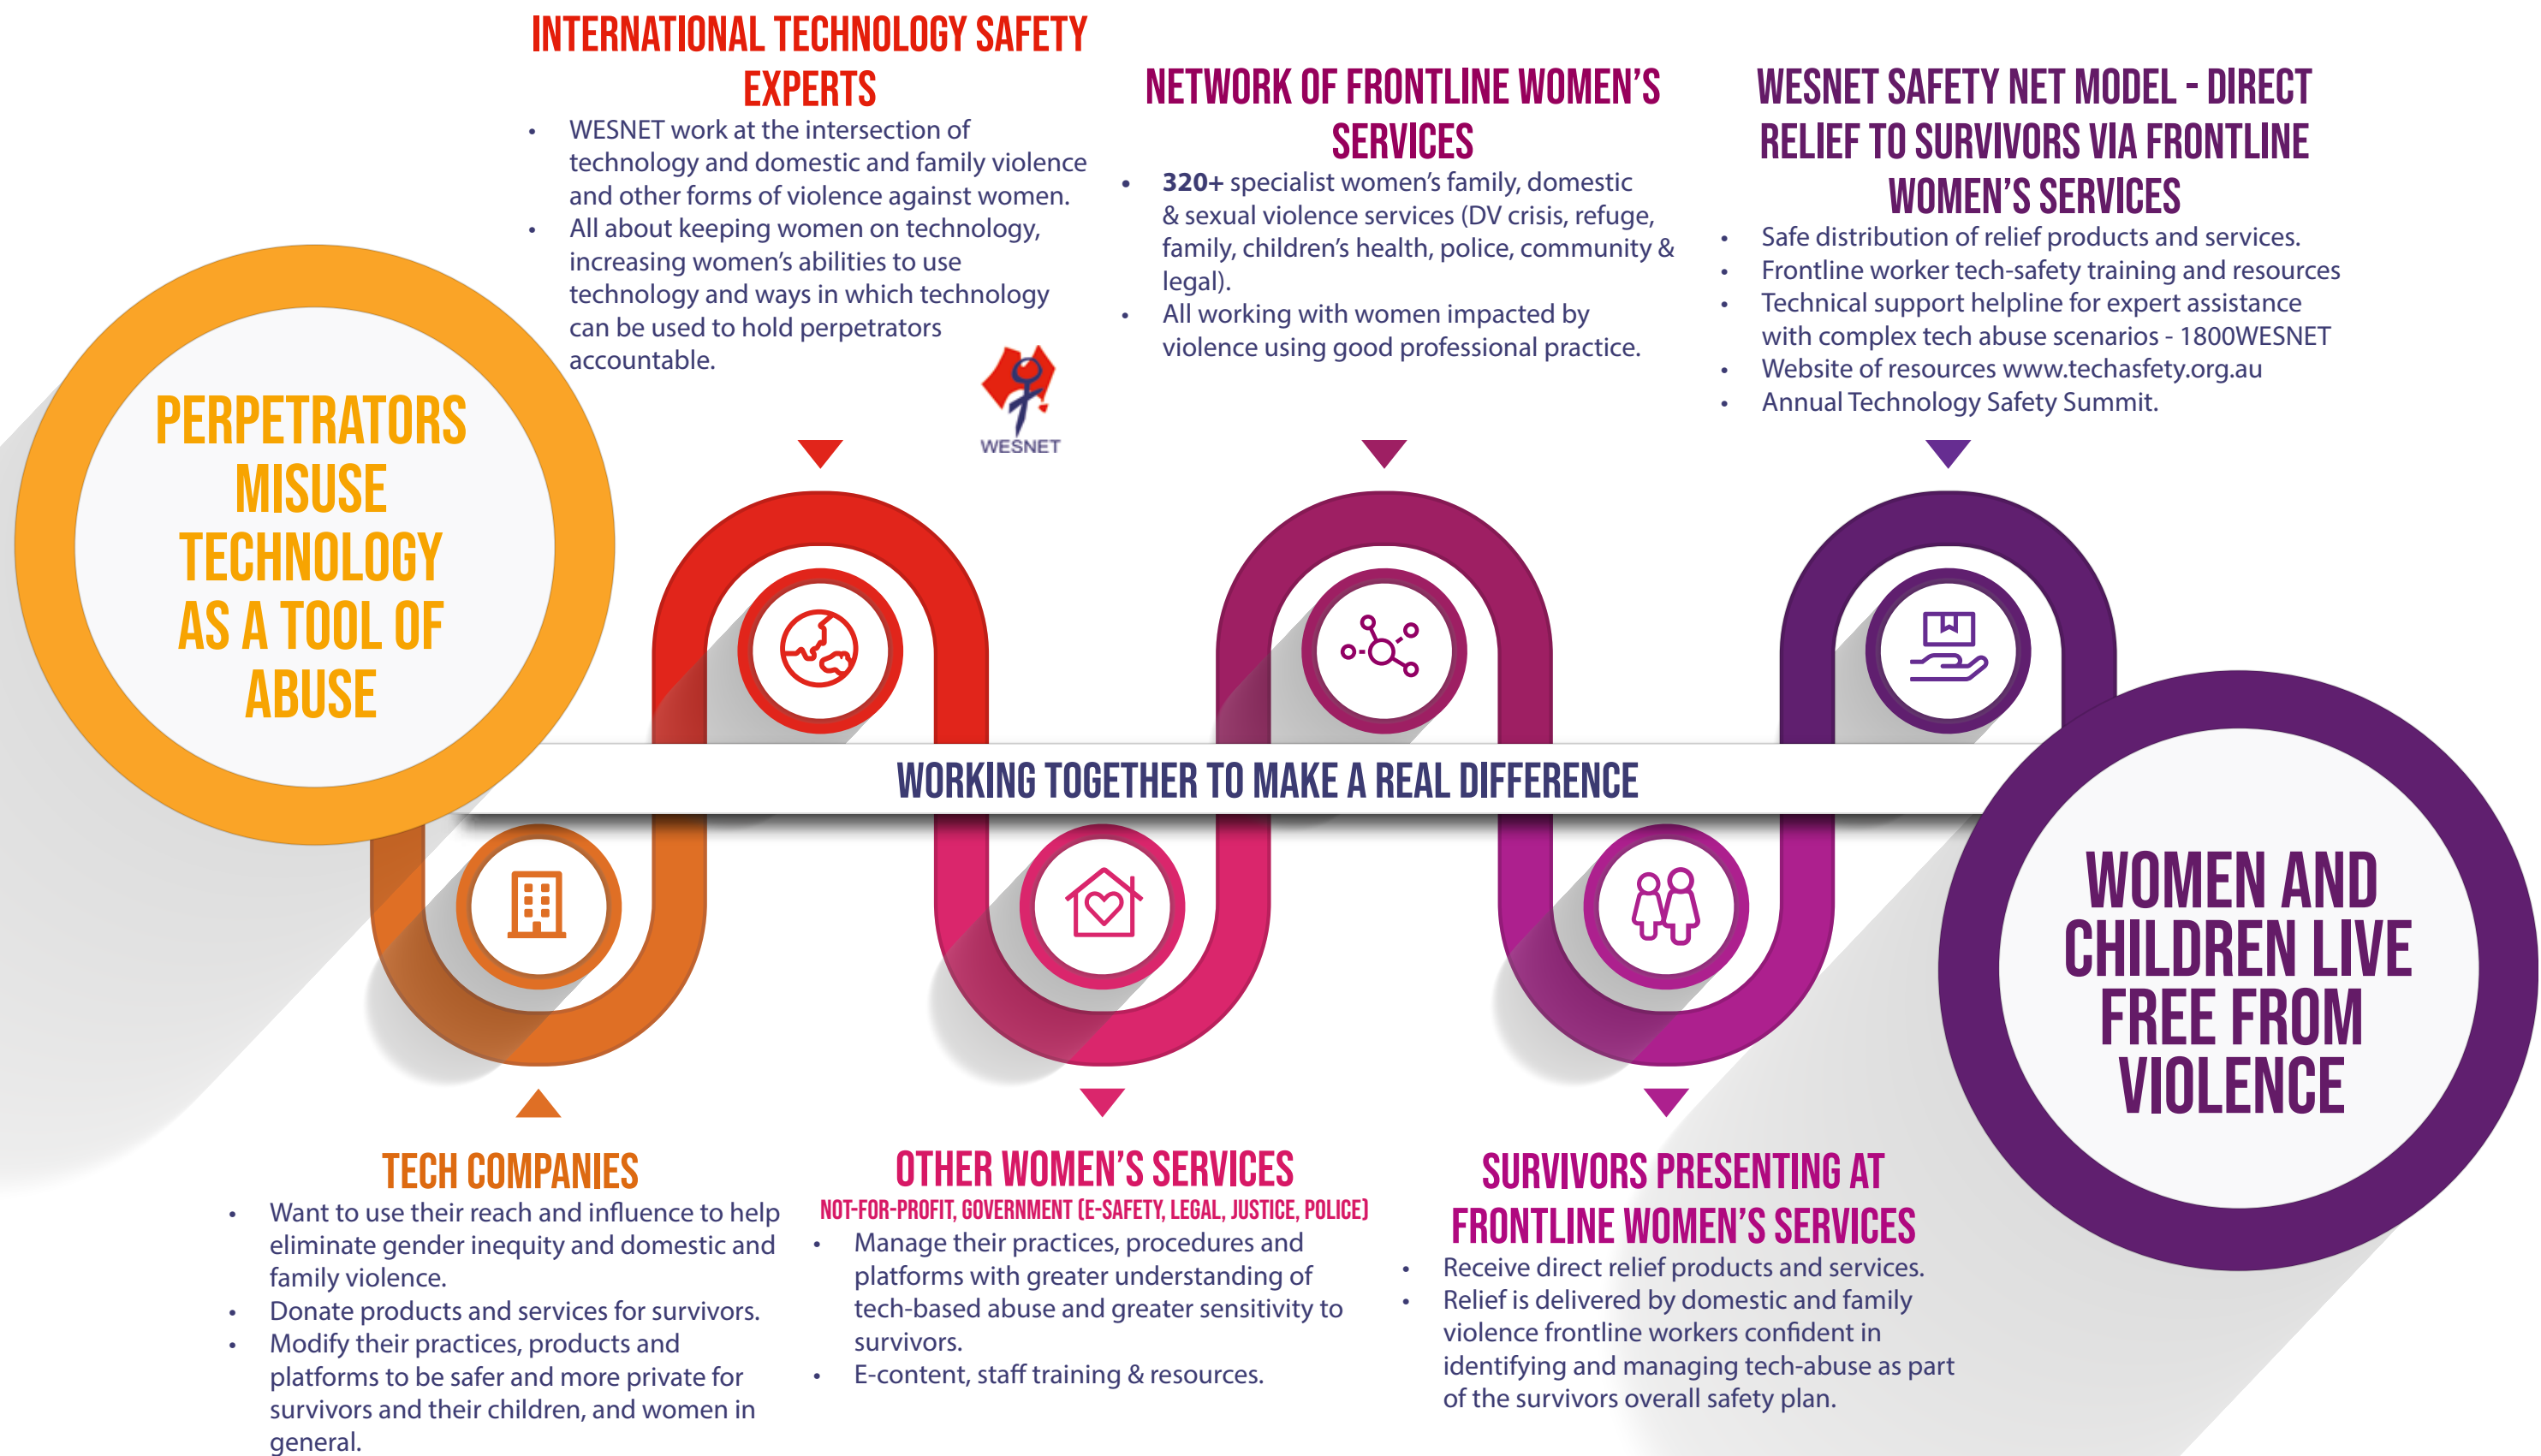 INTERNATIONAL TECHNOLOGY SAFETY
EXPERTS
• WESNET work at the intersection of
technology and domestic and family violence
and other forms of violence against women.
• All about keeping women on technology,
increasing women's abilities to use
technology and ways in which technology
can be used to hold perpetrators
accountable.
WESNET
NETWORK OF FRONTLINE WOMEN'S
SERVICES
• 320+ specialist women's family, domestic
& sexual violence services (DV crisis, refuge,
family, children's health, police, community &
legal).
• All working with women impacted by
violence using good professional practice.
WESNET SAFETY NET MODEL - DIRECT
RELIEF TO SURVIVORS VIA FRONTLINE
WOMEN'S SERVICES
• Safe distribution of relief products and services.
• Frontline worker tech-safety training and resources
• Technical support helpline for expert assistance
with complex tech abuse scenarios - 1800WESNET
• Website of resources www.techasfety.org.au
• Annual Technology Safety Summit.
PERPETRATORS
MISUSE
TECHNOLOGY
AS A TOOL OF
ABUSE
WORKING TOGETHER TO MAKE A REAL DIFFERENCE
WOMEN AND
CHILDREN LIVE
FREE FROM
VIOLENCE
TECH COMPANIES
• Want to use their reach and influence to help
eliminate gender inequity and domestic and
family violence.
• Donate products and services for survivors.
• Modify their practices, products and
platforms to be safer and more private for
survivors and their children, and women in
general.
OTHER WOMEN'S SERVICES
NOT-FOR-PROFIT, GOVERNMENT (E-SAFETY, LEGAL, JUSTICE, POLICE)
• Manage their practices, procedures and
platforms with greater understanding of
tech-based abuse and greater sensitivity to
survivors.
• E-content, staff training & resources.
SURVIVORS PRESENTING AT
FRONTLINE WOMEN'S SERVICES
• Receive direct relief products and services.
• Relief is delivered by domestic and family
violence frontline workers confident in
identifying and managing tech-abuse as part
of the survivors overall safety plan.